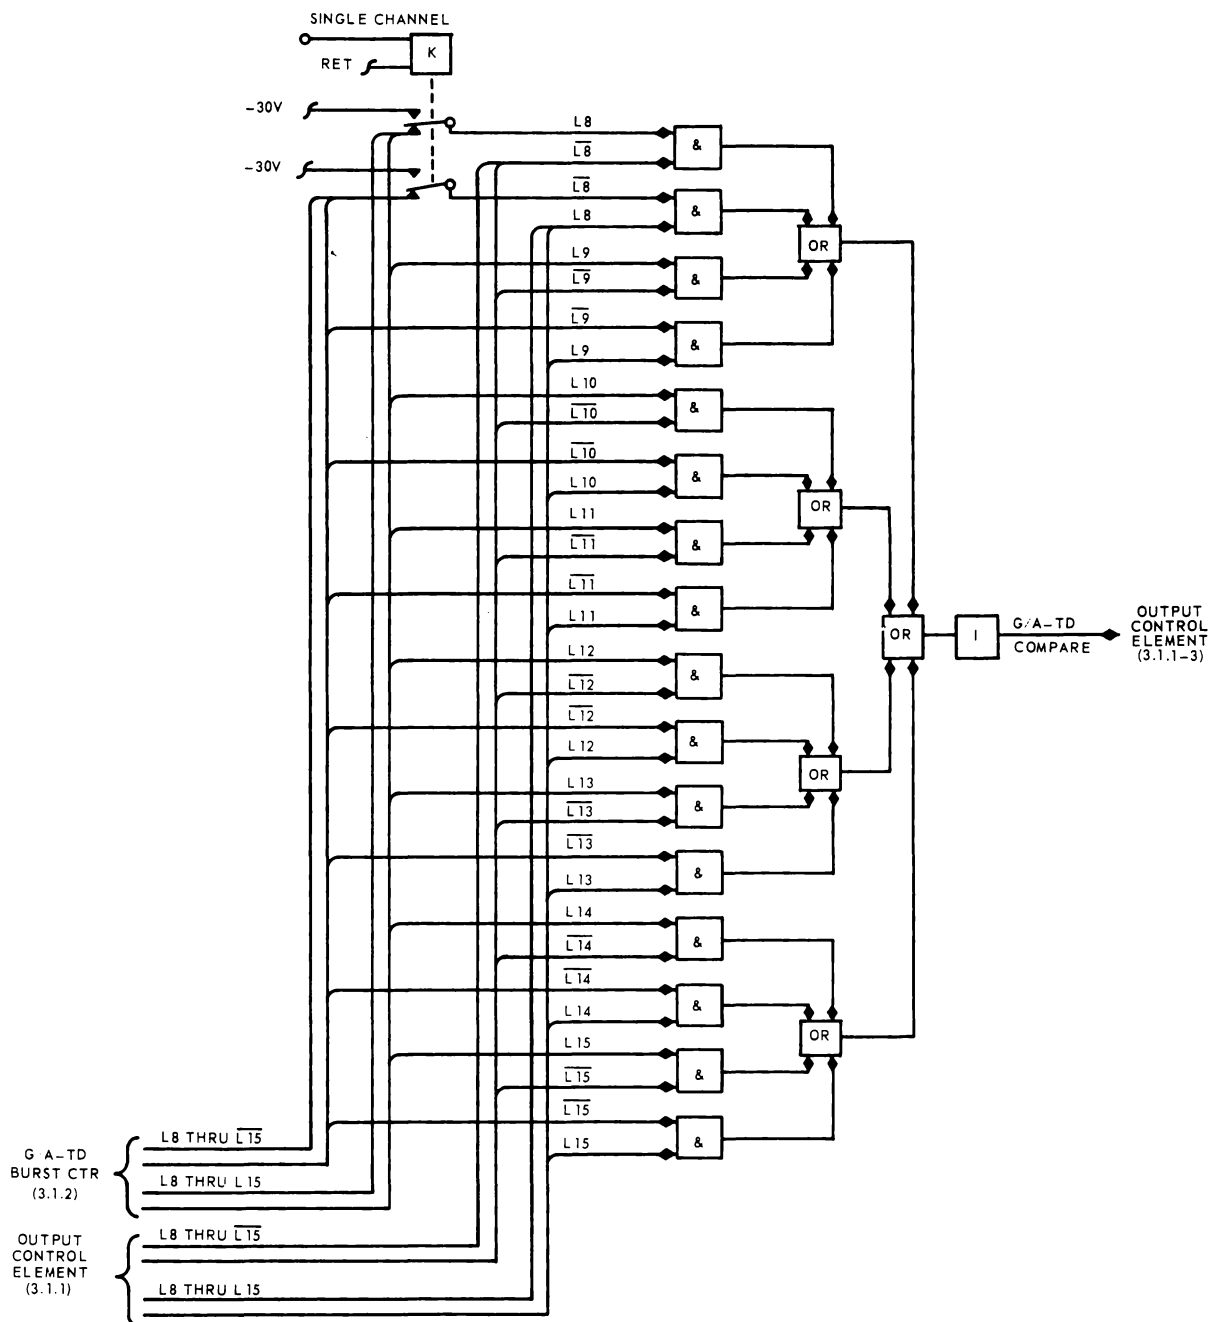 SINGLE CHANNEL
K
RET
-30V
L8
&
L̅8̅
-30V
L̅8̅
&
L8
OR
L9
&
L̅9̅
L̅9̅
&
L9
L10
&
L̅1̅0̅
L̅1̅0̅
&
L10
OR
L11
&
L̅1̅1̅
L̅1̅1̅
&
L11
OR
I
G/A-TD
COMPARE
OUTPUT
CONTROL
ELEMENT
(3.1.1-3)
L12
&
L̅1̅2̅
L̅1̅2̅
&
L12
OR
L13
&
L̅1̅3̅
L̅1̅3̅
&
L13
L14
&
L̅1̅4̅
L̅1̅4̅
&
L14
OR
L15
&
L̅1̅5̅
L̅1̅5̅
&
L15
G A-TD
BURST CTR
(3.1.2)
L8 THRU L̅1̅5̅
L8 THRU L15
OUTPUT
CONTROL
ELEMENT
(3.1.1)
L8 THRU L̅1̅5̅
L8 THRU L15